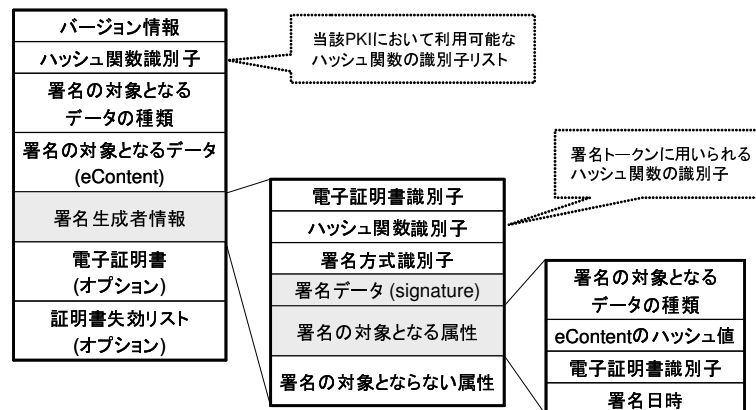 バージョン情報
ハッシュ関数識別子
署名の対象となる
データの種類
署名の対象となるデータ
(eContent)
署名生成者情報
電子証明書
(オプション)
証明書失効リスト
(オプション)
当該PKIにおいて利用可能な
ハッシュ関数の識別子リスト
電子証明書識別子
ハッシュ関数識別子
署名方式識別子
署名データ (signature)
署名の対象となる属性
署名の対象とならない属性
署名トークンに用いられる
ハッシュ関数の識別子
署名の対象となる
データの種類
eContentのハッシュ値
電子証明書識別子
署名日時